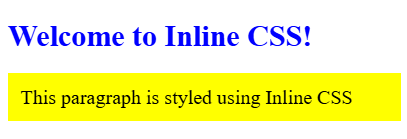 Welcome to Inline CSS!
This paragraph is styled using Inline CSS